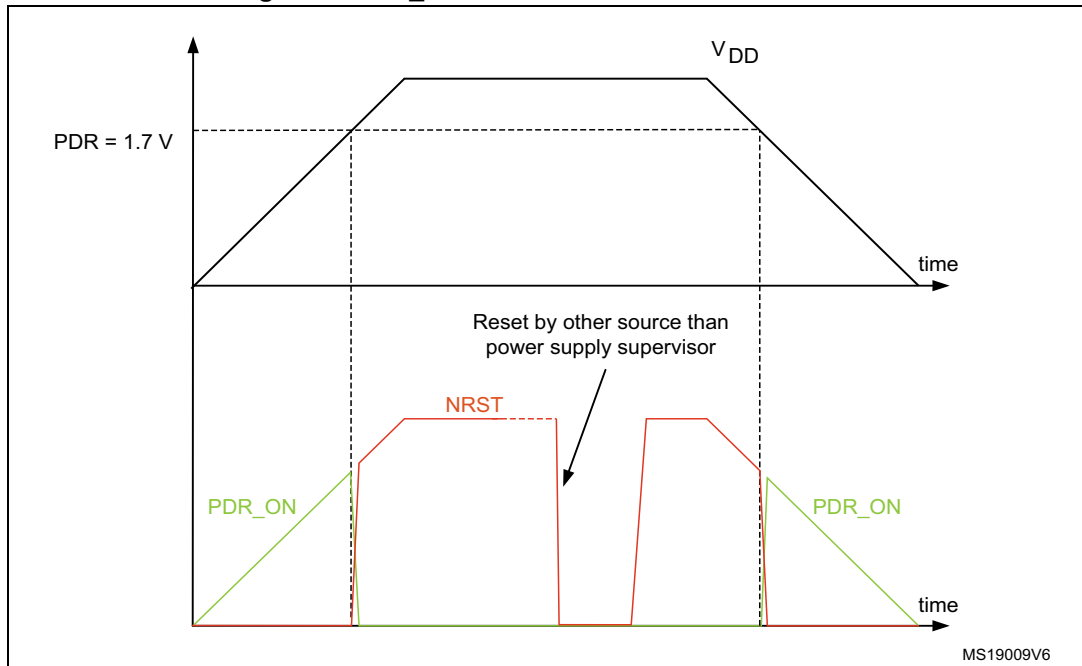 V DD
PDR = 1.7 V
time
Reset by other source than
power supply supervisor
NRST
PDR_ON
PDR_ON
time
MS19009V6